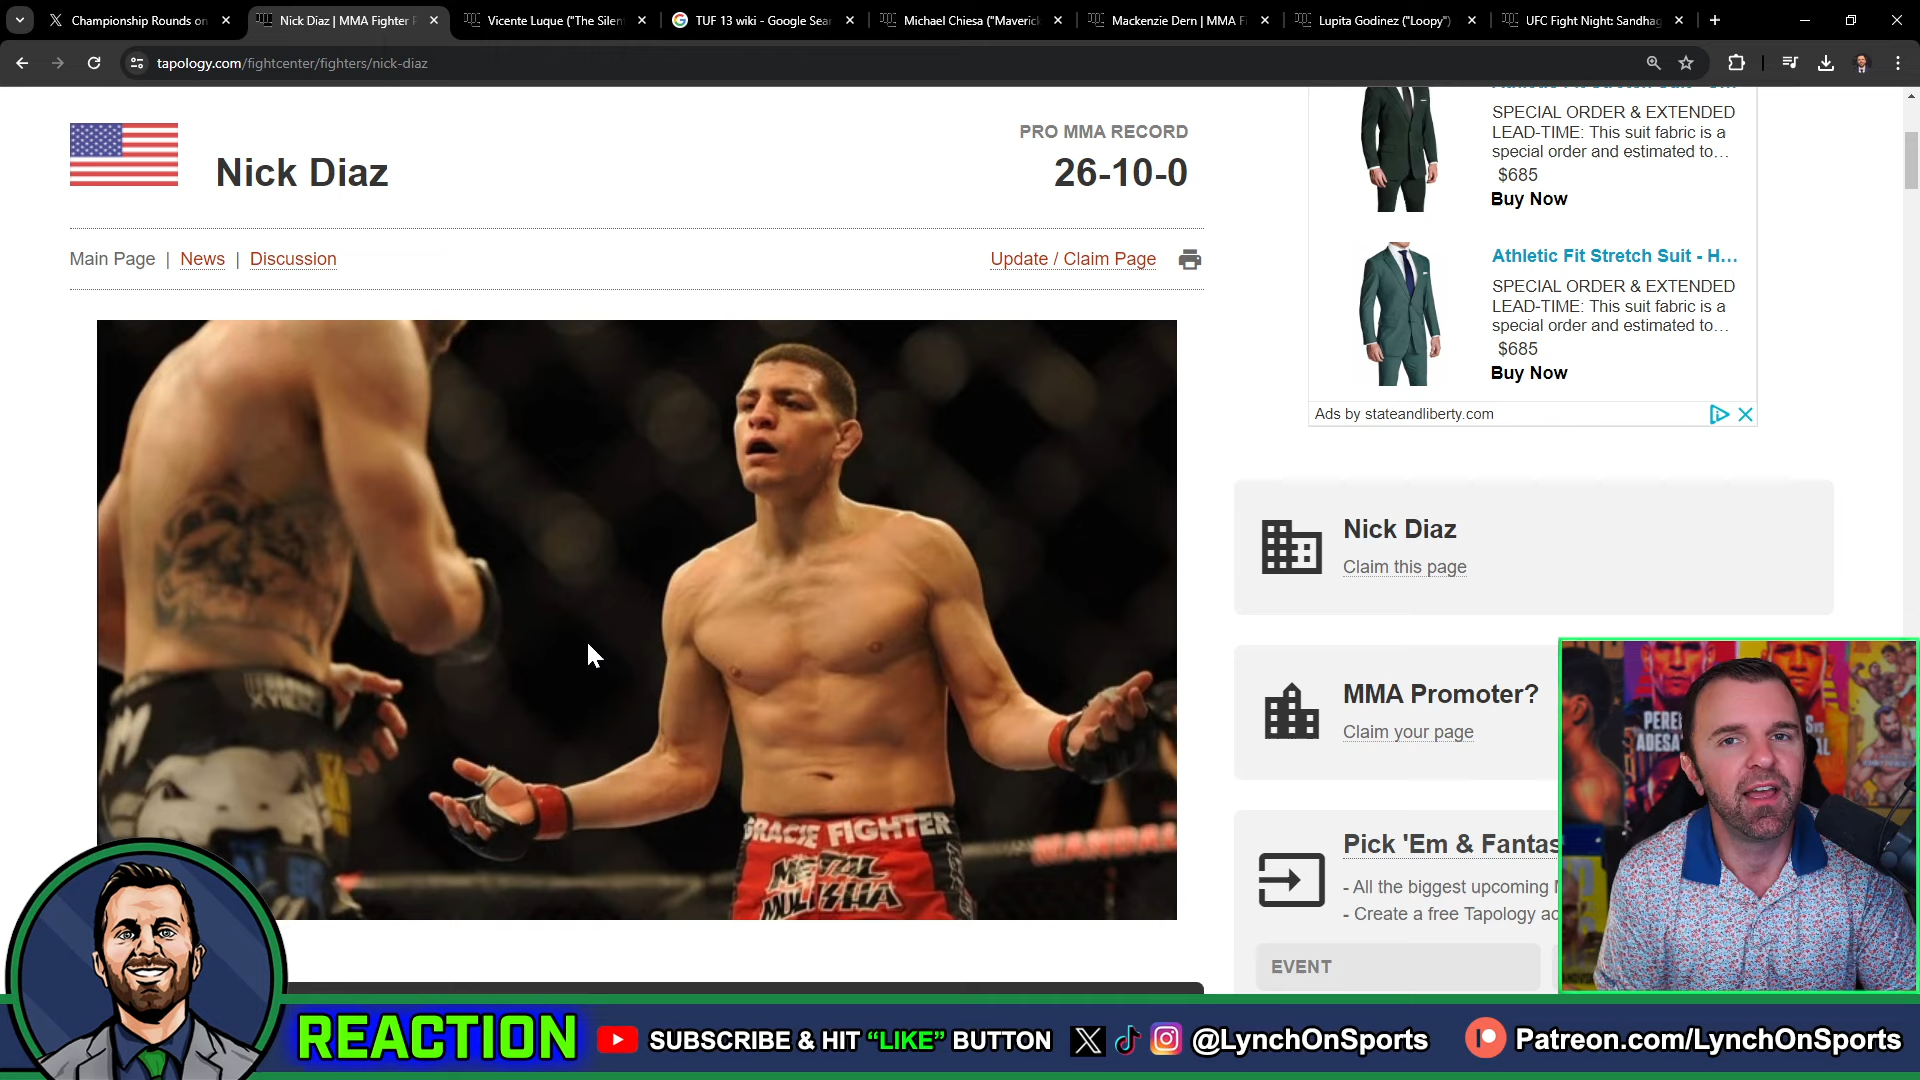 Championship Rounds on
Nick Diaz | MMA Fighter P
Vicente Luque ("The Silen
TUF 13 wiki - Google Sear
Michael Chiesa ("Maverick
Mackenzie Dern | MMA Fi
Lupita Godinez ("Loopy")
UFC Fight Night: Sandhag
tapology.com/fightcenter/fighters/nick-diaz
Nick Diaz
PRO MMA RECORD
26-10-0
Main Page | News | Discussion
Update / Claim Page
SPECIAL ORDER & EXTENDED
LEAD-TIME: This suit fabric is a
special order and estimated to...
$685
Buy Now
Athletic Fit Stretch Suit - H...
SPECIAL ORDER & EXTENDED
LEAD-TIME: This suit fabric is a
special order and estimated to...
$685
Buy Now
Ads by stateandliberty.com
Nick Diaz
Claim this page
MMA Promoter?
Claim your page
Pick 'Em & Fantas
- All the biggest upcoming
- Create a free Tapology ac
EVENT
GRACIE FIGHTER
METAL
MULISHA
MANDAL
PERE
ADESA
REACTION
SUBSCRIBE & HIT “LIKE” BUTTON
@LynchOnSports
Patreon.com/LynchOnSports